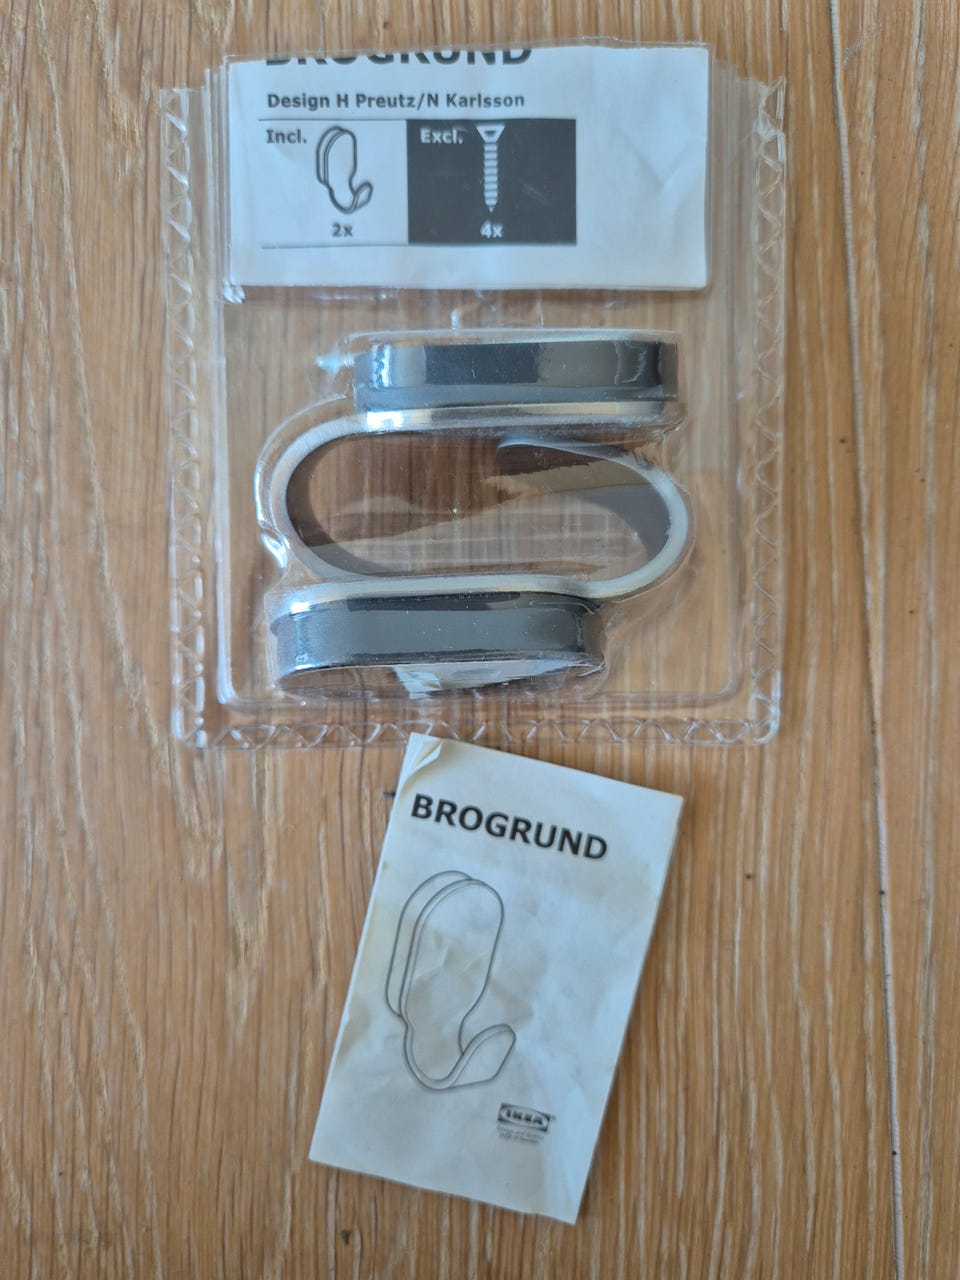 BROGRUND
Design H Preutz/N Karlsson
Incl.
Excl.
2x
4x
BROGRUND
IKEA